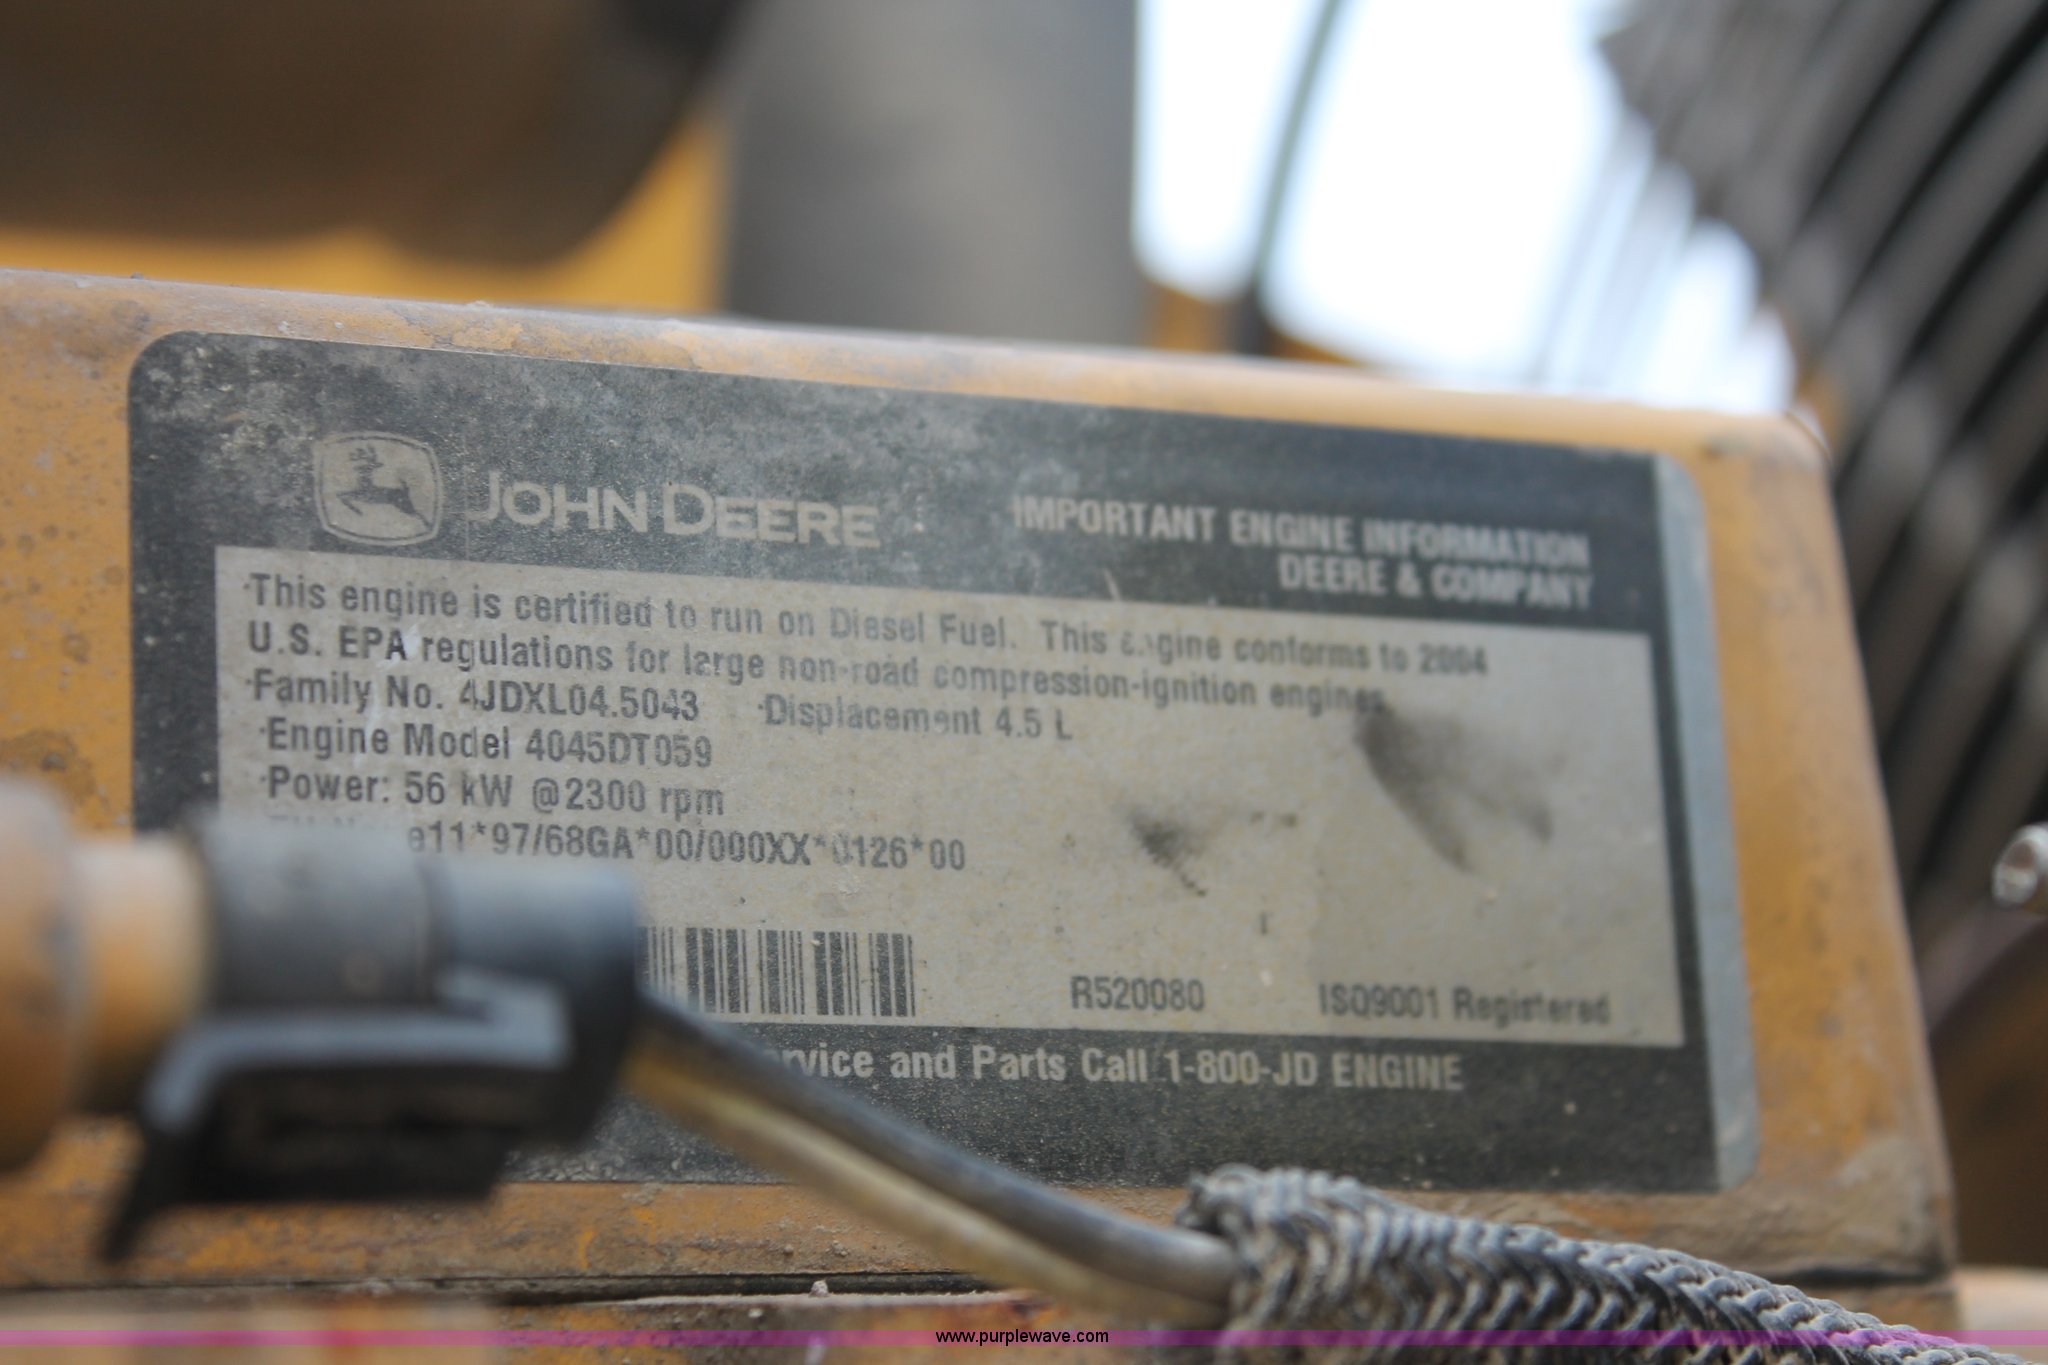 JOHN DEERE
IMPORTANT ENGINE INFORMATION
DEERE & COMPANY
·This engine is certified to run on Diesel Fuel. This engine conforms to 2004
U.S. EPA regulations for large non-road compression-ignition engines.
·Family No. 4JDXL04.5043 ·Displacement 4.5 L
·Engine Model 4045DT059
·Power: 56 kW @2300 rpm
e11*97/68GA*00/000XX*0126*00
R520080 ISO9001 Registered
and Parts Call 1-800-JD ENGINE
www.purplewave.com